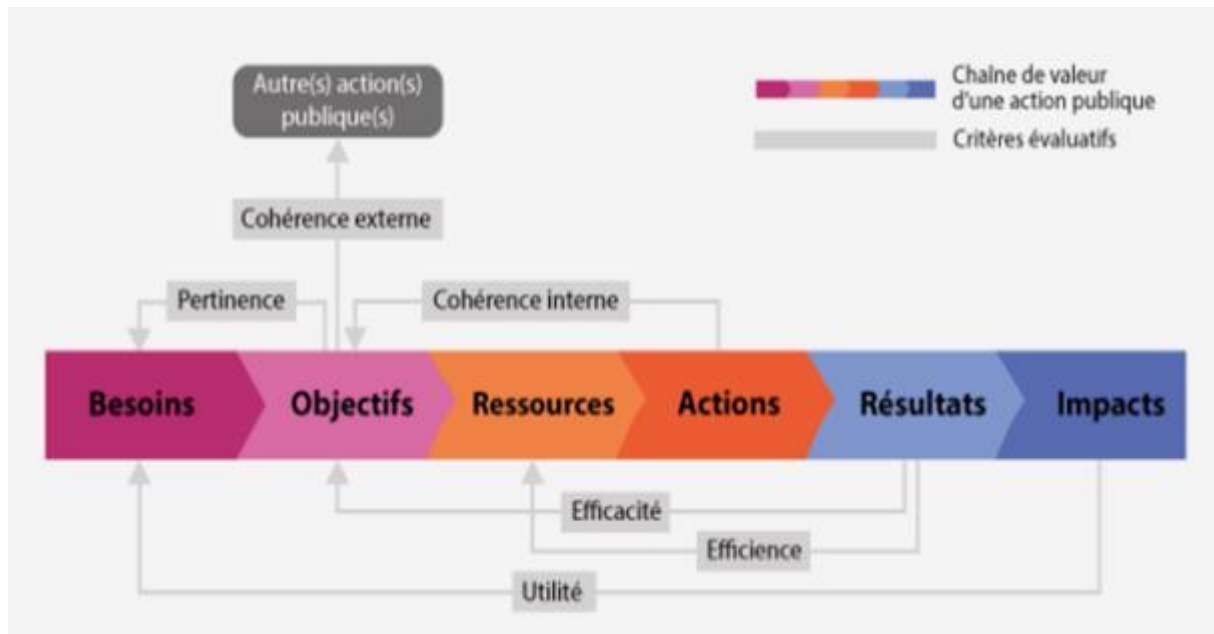 Autre(s) action(s)
publique(s)
Chaîne de valeur
d'une action publique
Critères évaluatifs
Cohérence externe
Pertinence
Cohérence interne
Besoins
Objectifs
Ressources
Actions
Résultats
Impacts
Efficacité
Efficience
Utilité